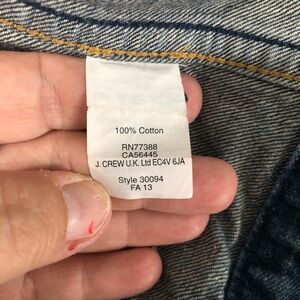 100% Cotton
RN77388
CA56445
J. CREW U.K. Ltd EC4V 6JA
Style 30094
FA 13